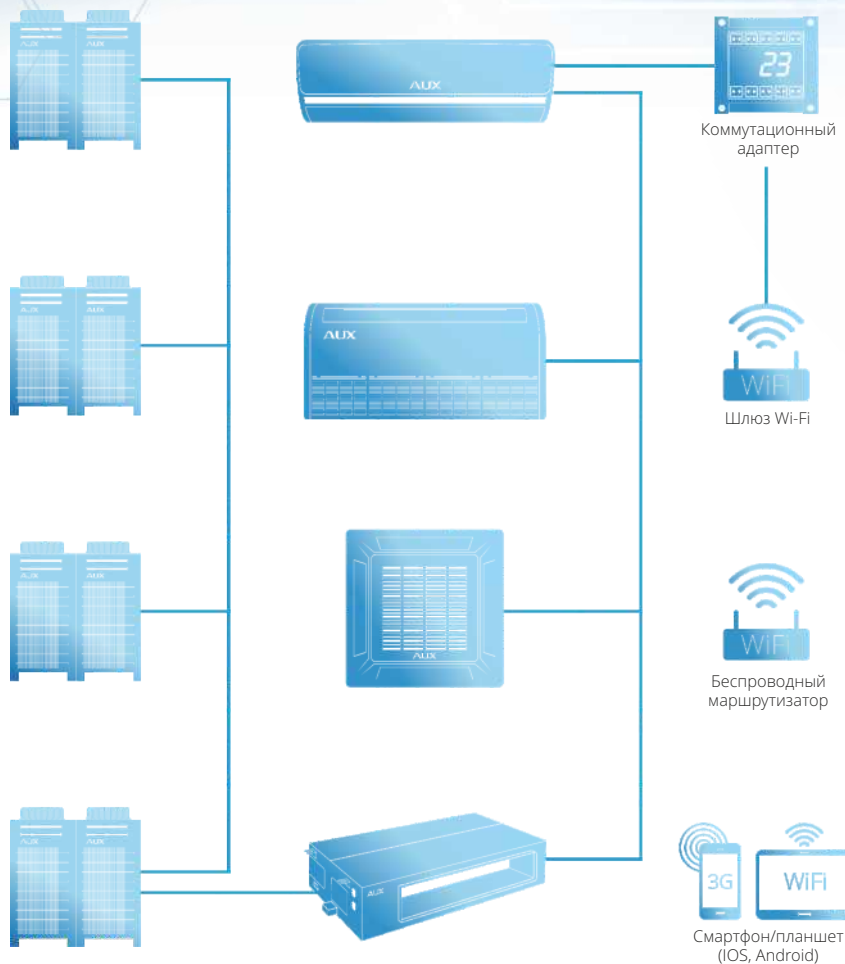 AUX
AUX
AUX
23
Коммутационный
адаптер
AUX
AUX
AUX
WiFi
Шлюз Wi-Fi
AUX
AUX
AUX
WiFi
Беспроводный
маршрутизатор
AUX
AUX
AUX
3G
WiFi
Смартфон/планшет
(IOS, Android)